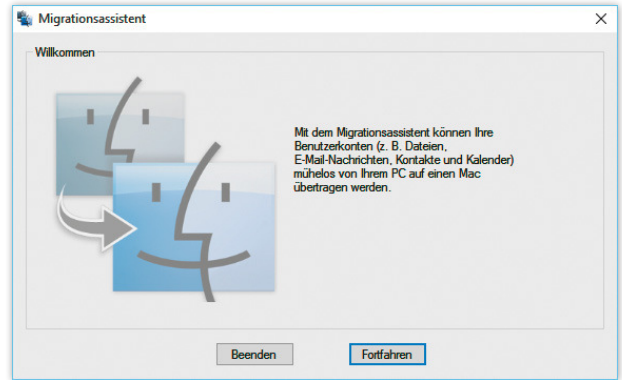 Migrationsassistent
Willkommen
Mit dem Migrationsassistent können Ihre
Benutzerkonten (z. B. Dateien,
E-Mail-Nachrichten, Kontakte und Kalender)
mühelos von Ihrem PC auf einen Mac
übertragen werden.
Beenden
Fortfahren